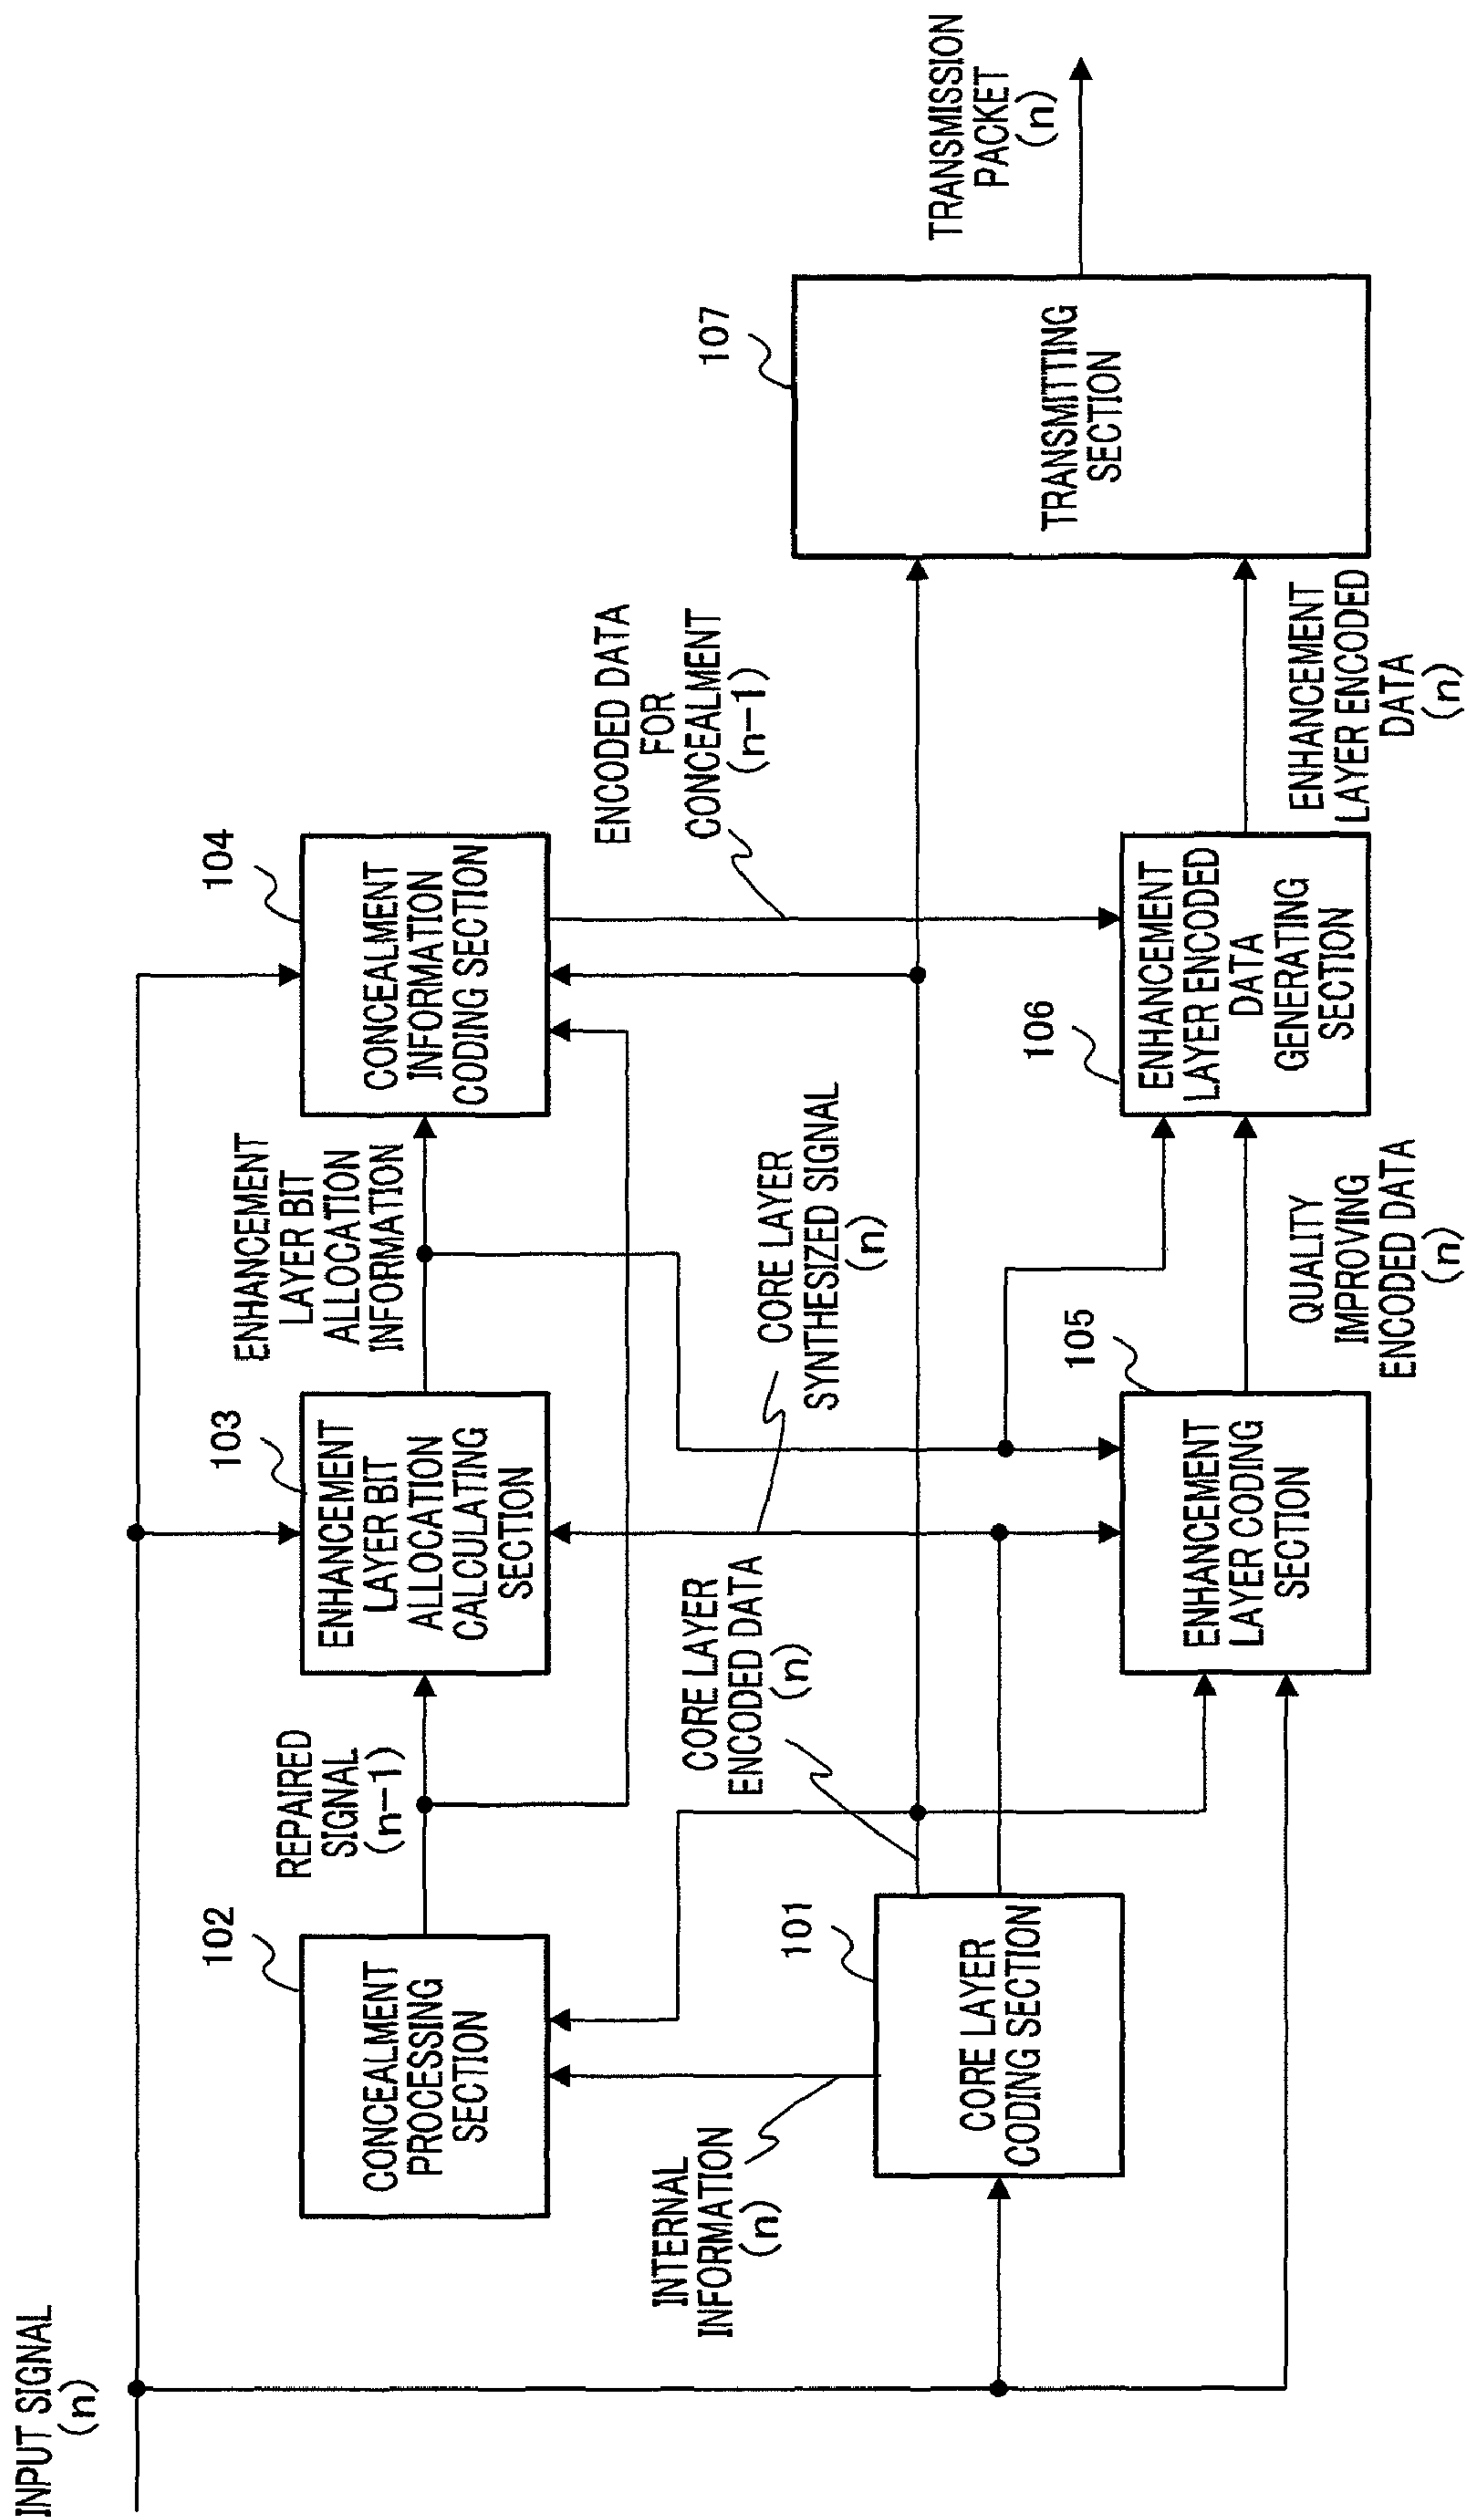 INPUT SIGNAL
(n)
102
CONCEALMENT
PROCESSING
SECTION
REPAIRED
SIGNAL
(n-1)
103
ENHANCEMENT
LAYER BIT
ALLOCATION
CALCULATING
SECTION
ENHANCEMENT
LAYER BIT
ALLOCATION
INFORMATION
104
CONCEALMENT
INFORMATION
CODING SECTION
INTERNAL
INFORMATION
(n)
CORE LAYER
ENCODED DATA
(n)
CORE LAYER
SYNTHESIZED SIGNAL
(n)
ENCODED DATA
FOR
CONCEALMENT
(n-1)
101
CORE LAYER
CODING SECTION
105
ENHANCEMENT
LAYER CODING
SECTION
QUALITY
IMPROVING
ENCODED DATA
(n)
106
ENHANCEMENT
LAYER ENCODED
DATA
GENERATING
SECTION
ENHANCEMENT
LAYER ENCODED
DATA
(n)
107
TRANSMITTING
SECTION
TRANSMISSION
PACKET
(n)